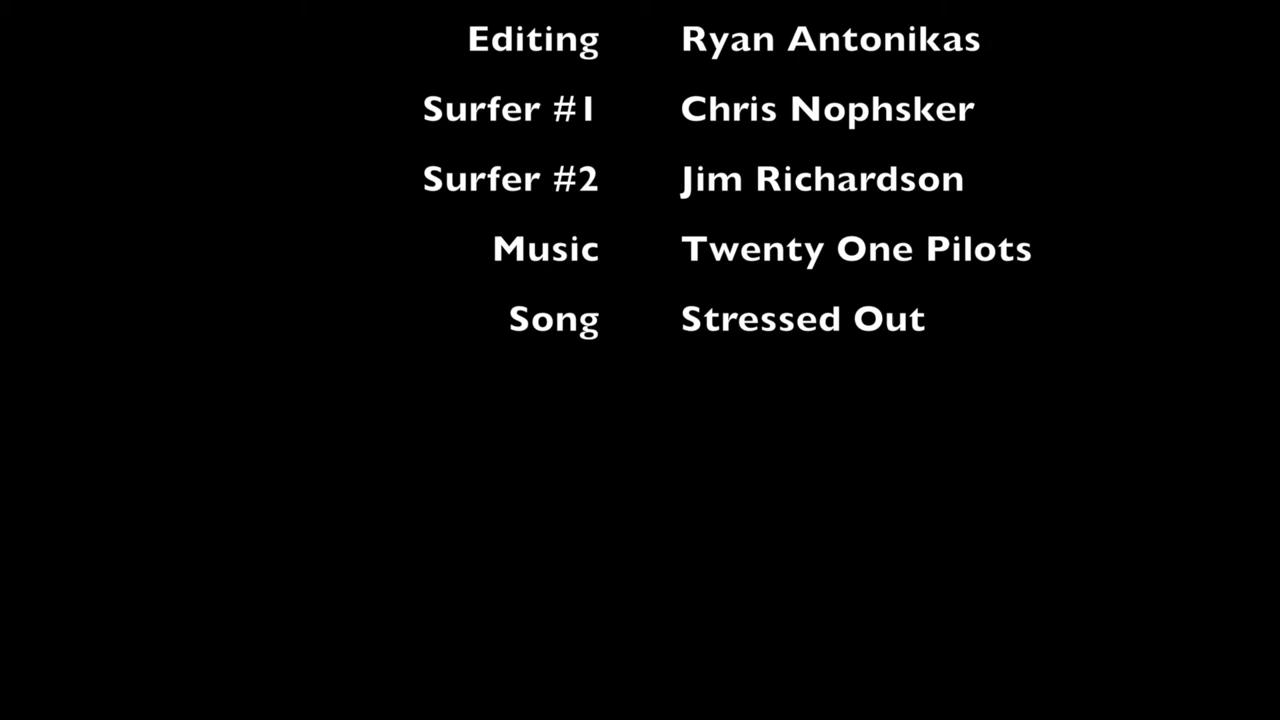 Editing Ryan Antonikas
Surfer #1 Chris Nophsker
Surfer #2 Jim Richardson
Music Twenty One Pilots
Song Stressed Out